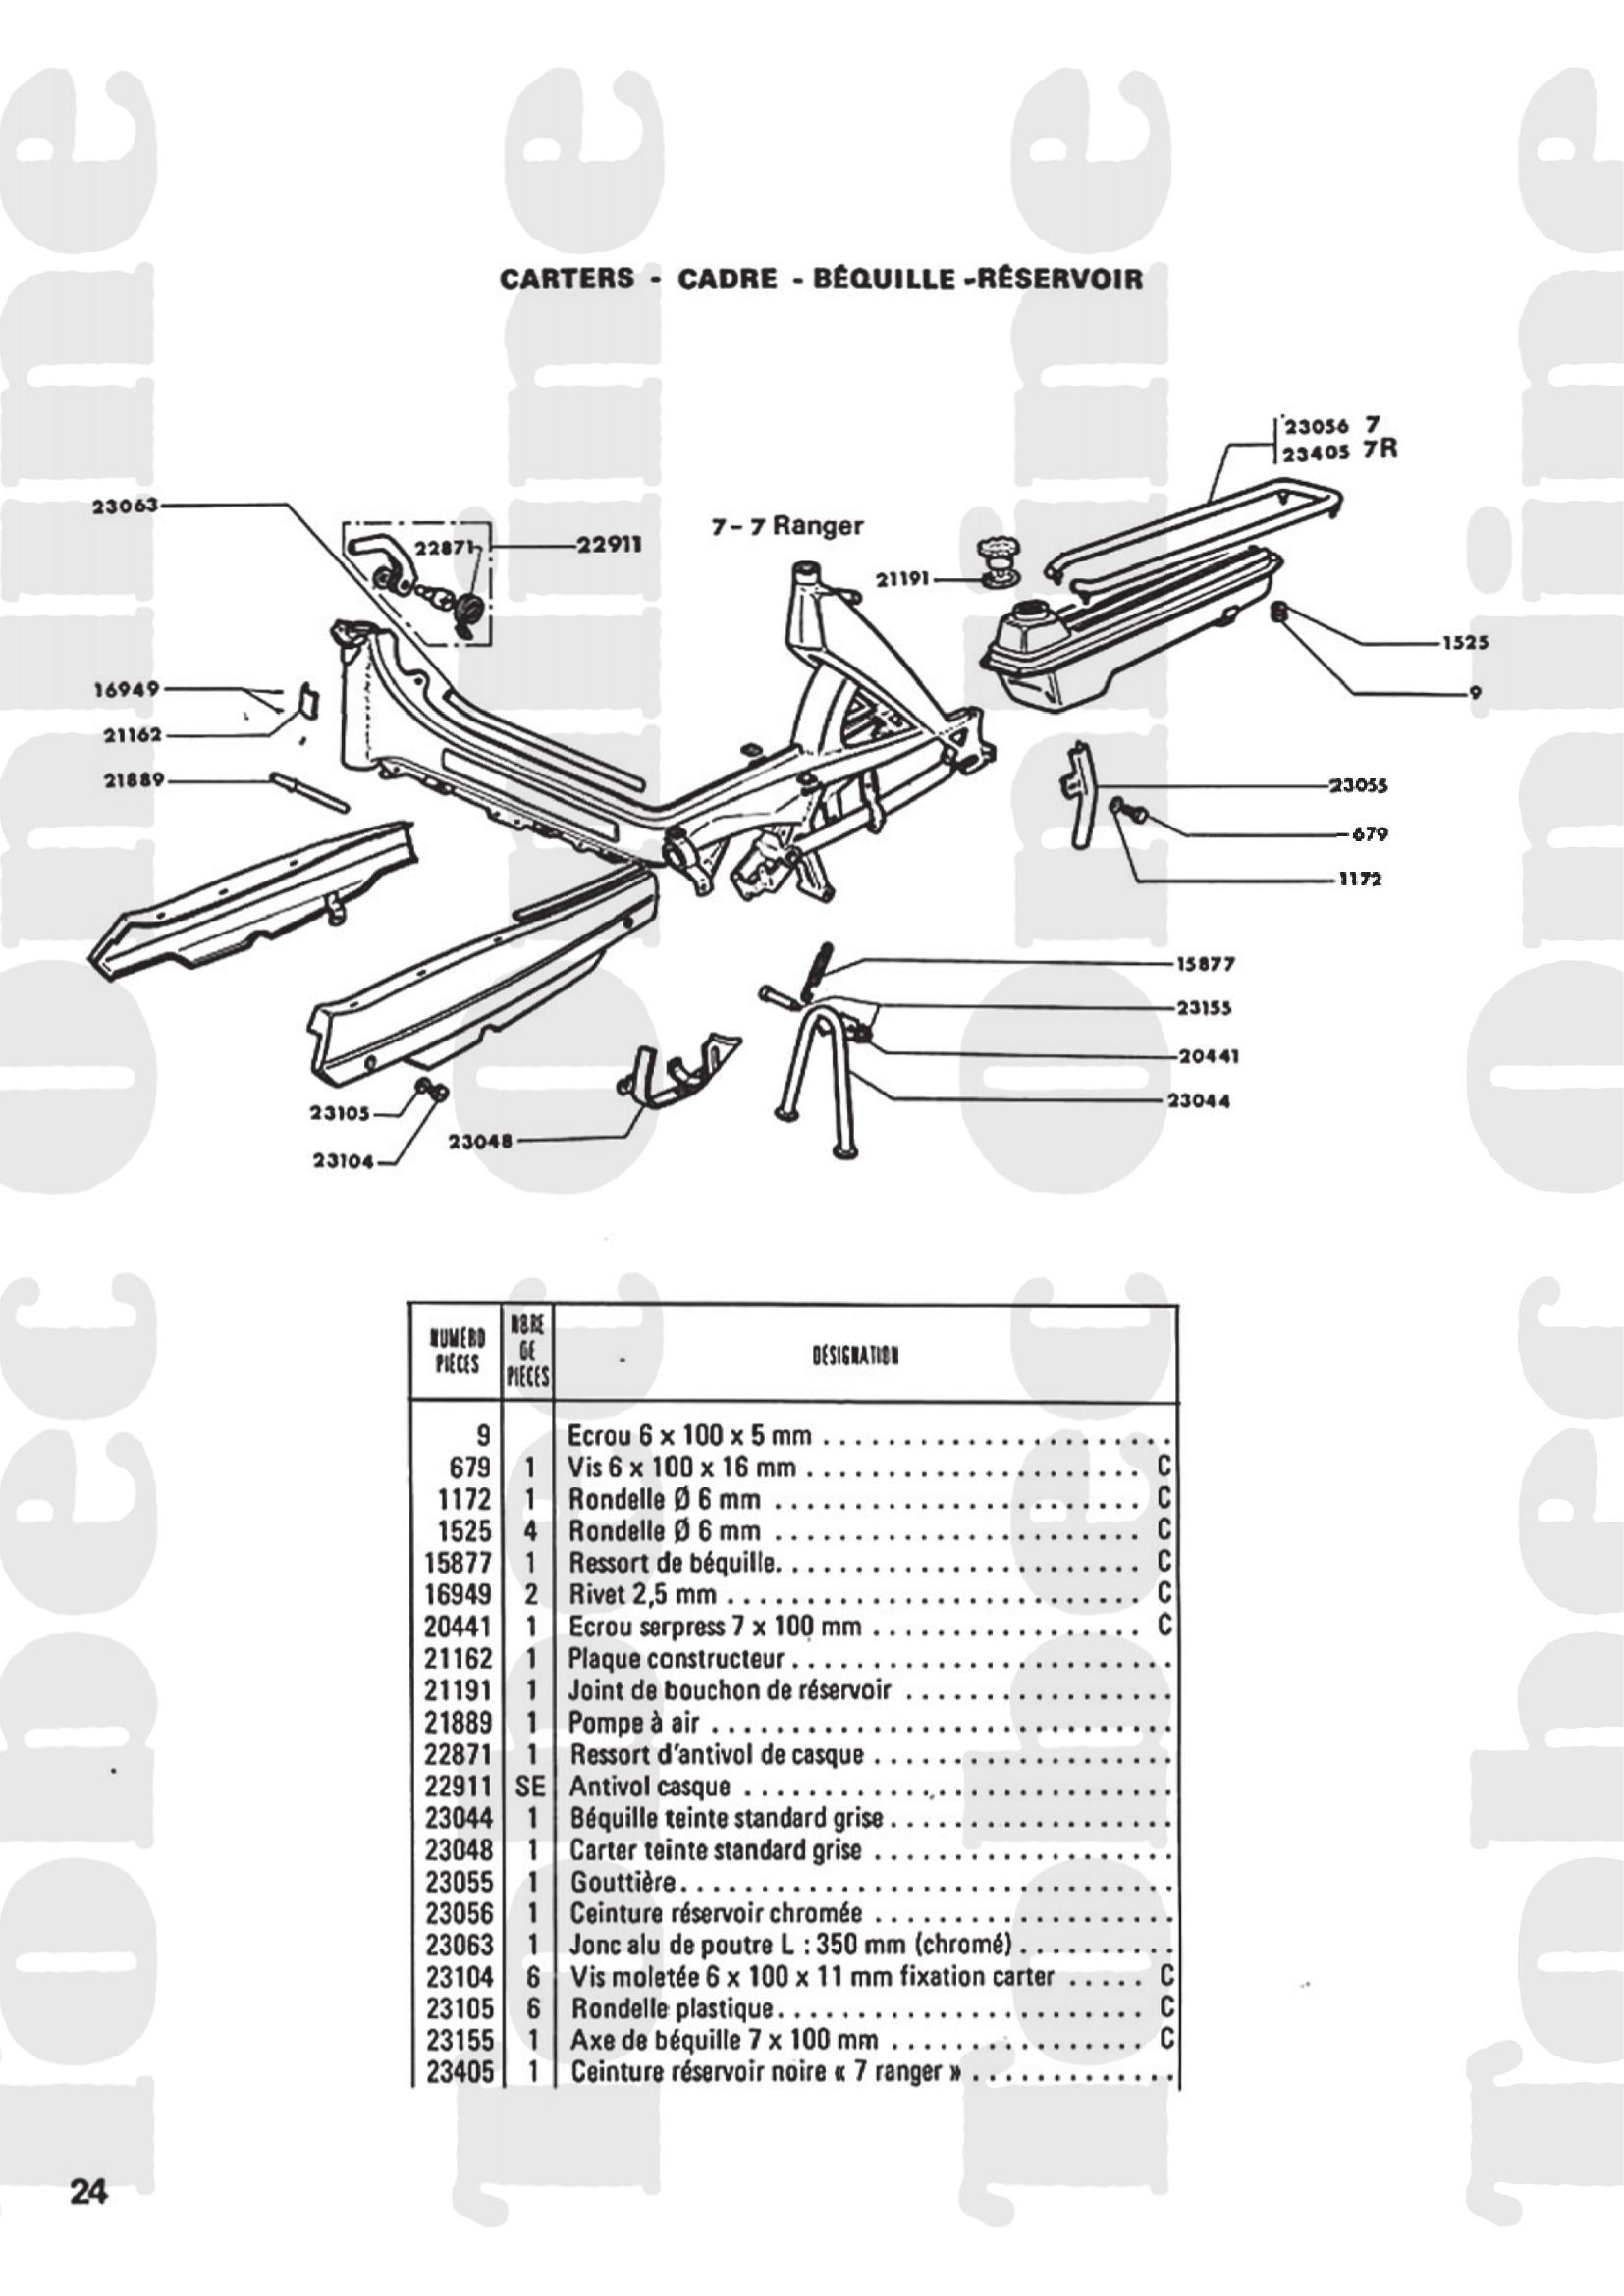 CARTERS - CADRE - BÉQUILLE -RÉSERVOIR
23056 7
23405 7R
23063
22871
22911
7-7 Ranger
21191
1525
16949
9
21162
21889
23055
679
1172
15877
23155
20441
23044
23105
23048
23104
NUMÉRO PIÈCES NBRE DE PIÈCES DÉSIGNATION
9 Ecrou 6 x 100 x 5 mm
679 1 Vis 6 x 100 x 16 mm C
1172 1 Rondelle Ø 6 mm C
1525 4 Rondelle Ø 6 mm C
15877 1 Ressort de béquille C
16949 2 Rivet 2,5 mm C
20441 1 Ecrou serpress 7 x 100 mm C
21162 1 Plaque constructeur
21191 1 Joint de bouchon de réservoir
21889 1 Pompe à air
22871 1 Ressort d'antivol de casque
22911 SE Antivol casque
23044 1 Béquille teinte standard grise
23048 1 Carter teinte standard grise
23055 1 Gouttière
23056 1 Ceinture réservoir chromée
23063 1 Jonc alu de poutre L : 350 mm (chromé)
23104 6 Vis moletée 6 x 100 x 11 mm fixation carter C
23105 6 Rondelle plastique C
23155 1 Axe de béquille 7 x 100 mm C
23405 1 Ceinture réservoir noire « 7 ranger »
24